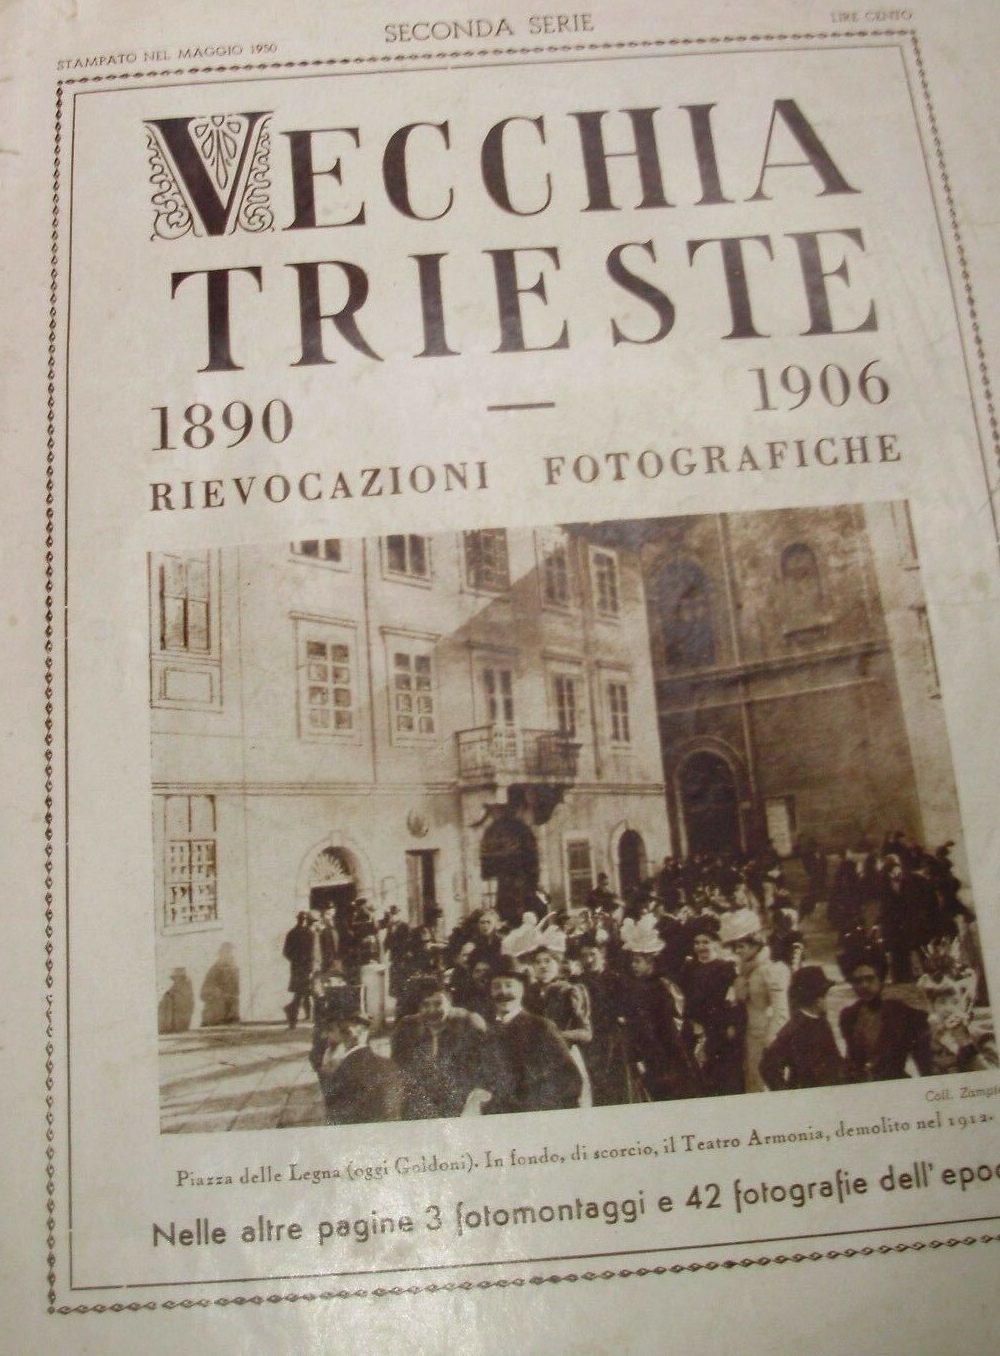 STAMPATO NEL MAGGIO 1950
SECONDA SERIE
LIRE CENTO
VECCHIA
TRIESTE
1890 — 1906
RIEVOCAZIONI FOTOGRAFICHE
Coll.
Piazza delle Legna (oggi Goldoni). In fondo, di scorcio, il Teatro Armonia, demolito nel 1912.
Nelle altre pagine 3 fotomontaggi e 42 fotografie dell'